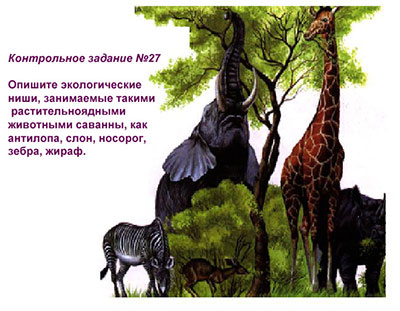 Контрольное задание №27
Опишите экологические
ниши, занимаемые такими
растительноядными
животными саванны, как
антилопа, слон, носорог,
зебра, жираф.